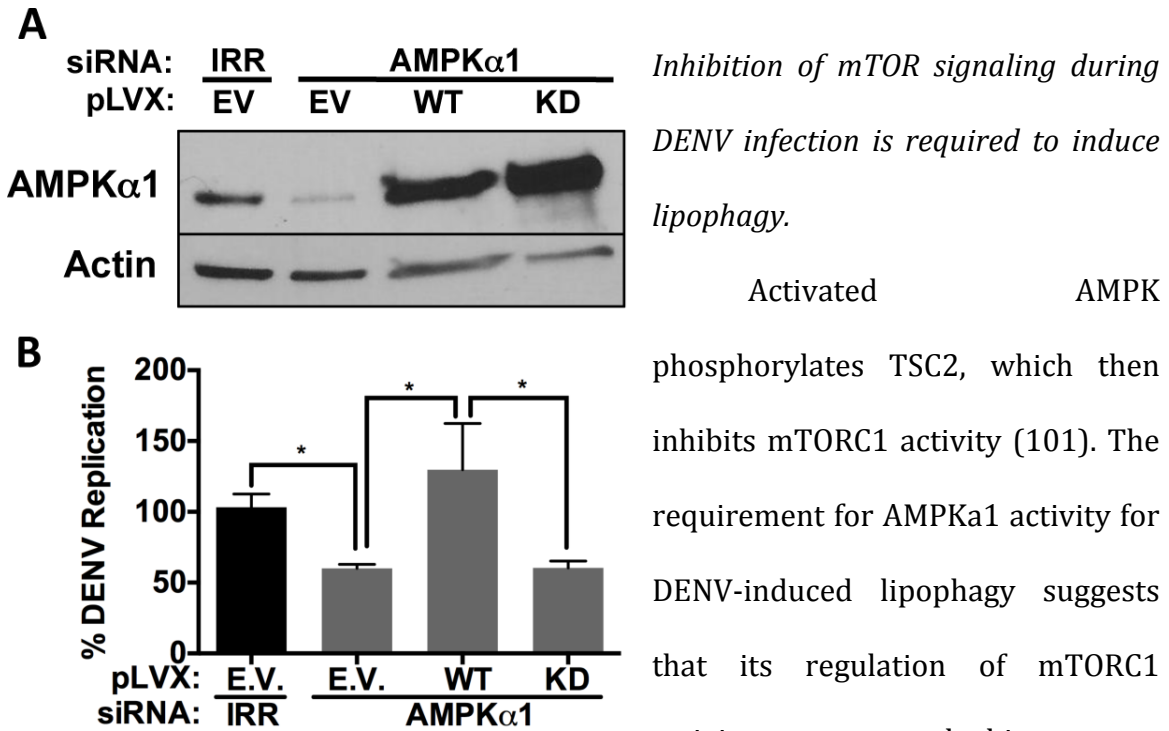 A
siRNA: IRR AMPKα1
pLVX: EV EV WT KD
AMPKα1
Actin
B
200
150
100
50
0
% DENV Replication
* * *
pLVX: E.V. E.V. WT KD
siRNA: IRR AMPKα1
Inhibition of mTOR signaling during
DENV infection is required to induce
lipophagy.
Activated AMPK
phosphorylates TSC2, which then
inhibits mTORC1 activity (101). The
requirement for AMPKa1 activity for
DENV-induced lipophagy suggests
that its regulation of mTORC1